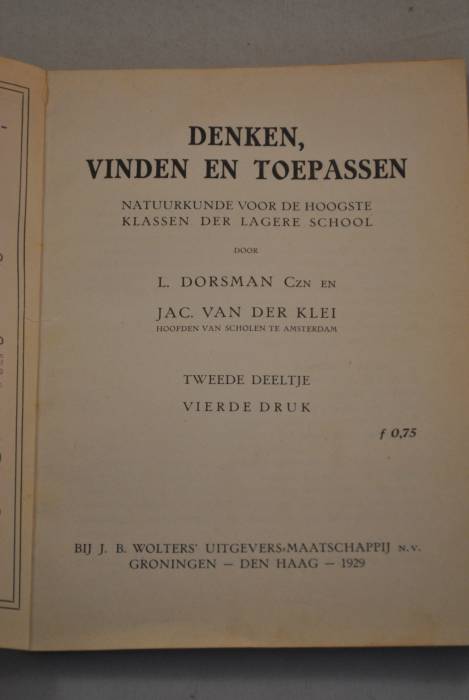 DENKEN,
VINDEN EN TOEPASSEN
NATUURKUNDE VOOR DE HOOGSTE
KLASSEN DER LAGERE SCHOOL
DOOR
L. DORSMAN CZN EN
JAC. VAN DER KLEI
HOOFDEN VAN SCHOLEN TE AMSTERDAM
TWEEDE DEELTJE
VIERDE DRUK
ƒ 0,75
BIJ J. B. WOLTERS' UITGEVERS-MAATSCHAPPIJ N.V.
GRONINGEN — DEN HAAG — 1929